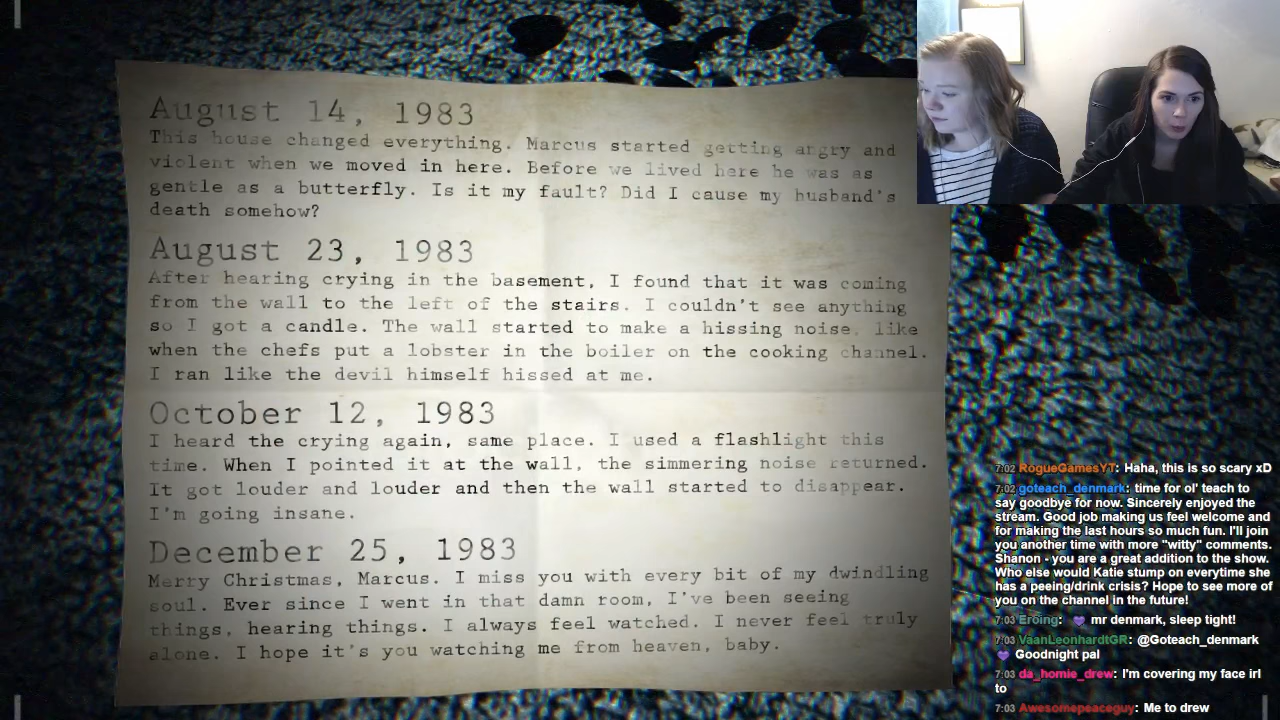 August 14, 1983
This house changed everything. Marcus started getting angry and
violent when we moved in here. Before we lived here he was as
gentle as a butterfly. Is it my fault? Did I cause my husband's
death somehow?
August 23, 1983
After hearing crying in the basement, I found that it was coming
from the wall to the left of the stairs. I couldn't see anything
so I got a candle. The wall started to make a hissing noise, like
when the chefs put a lobster in the boiler on the cooking channel.
I ran like the devil himself hissed at me.
October 12, 1983
I heard the crying again, same place. I used a flashlight this
time. When I pointed it at the wall, the simmering noise returned.
It got louder and louder and then the wall started to disappear.
I'm going insane.
December 25, 1983
Merry Christmas, Marcus. I miss you with every bit of my dwindling
soul. Ever since I went in that damn room, I've been seeing
things, hearing things. I always feel watched. I never feel truly
alone. I hope it's you watching me from heaven, baby.
7:02 RogueGamesYT: Haha, this is so scary xD
7:02 goteach_denmark: time for ol' teach to
say goodbye for now. Sincerely enjoyed the
stream. Good job making us feel welcome and
for making the last hours so much fun. I'll join
you another time with more "witty" comments.
Shanon - you are a great addition to the show.
Who else would Katie stump on everytime she
has a peeing/drink crisis? Hope to see more of
you on the channel in the future!
7:03 Eroing: mr denmark, sleep tight!
7:03 VaanLeonhardtGR: @Goteach_denmark
Goodnight pal
7:03 da_homie_drew: I'm covering my face irl
to
7:03 Awesomepeaceguy: Me to drew